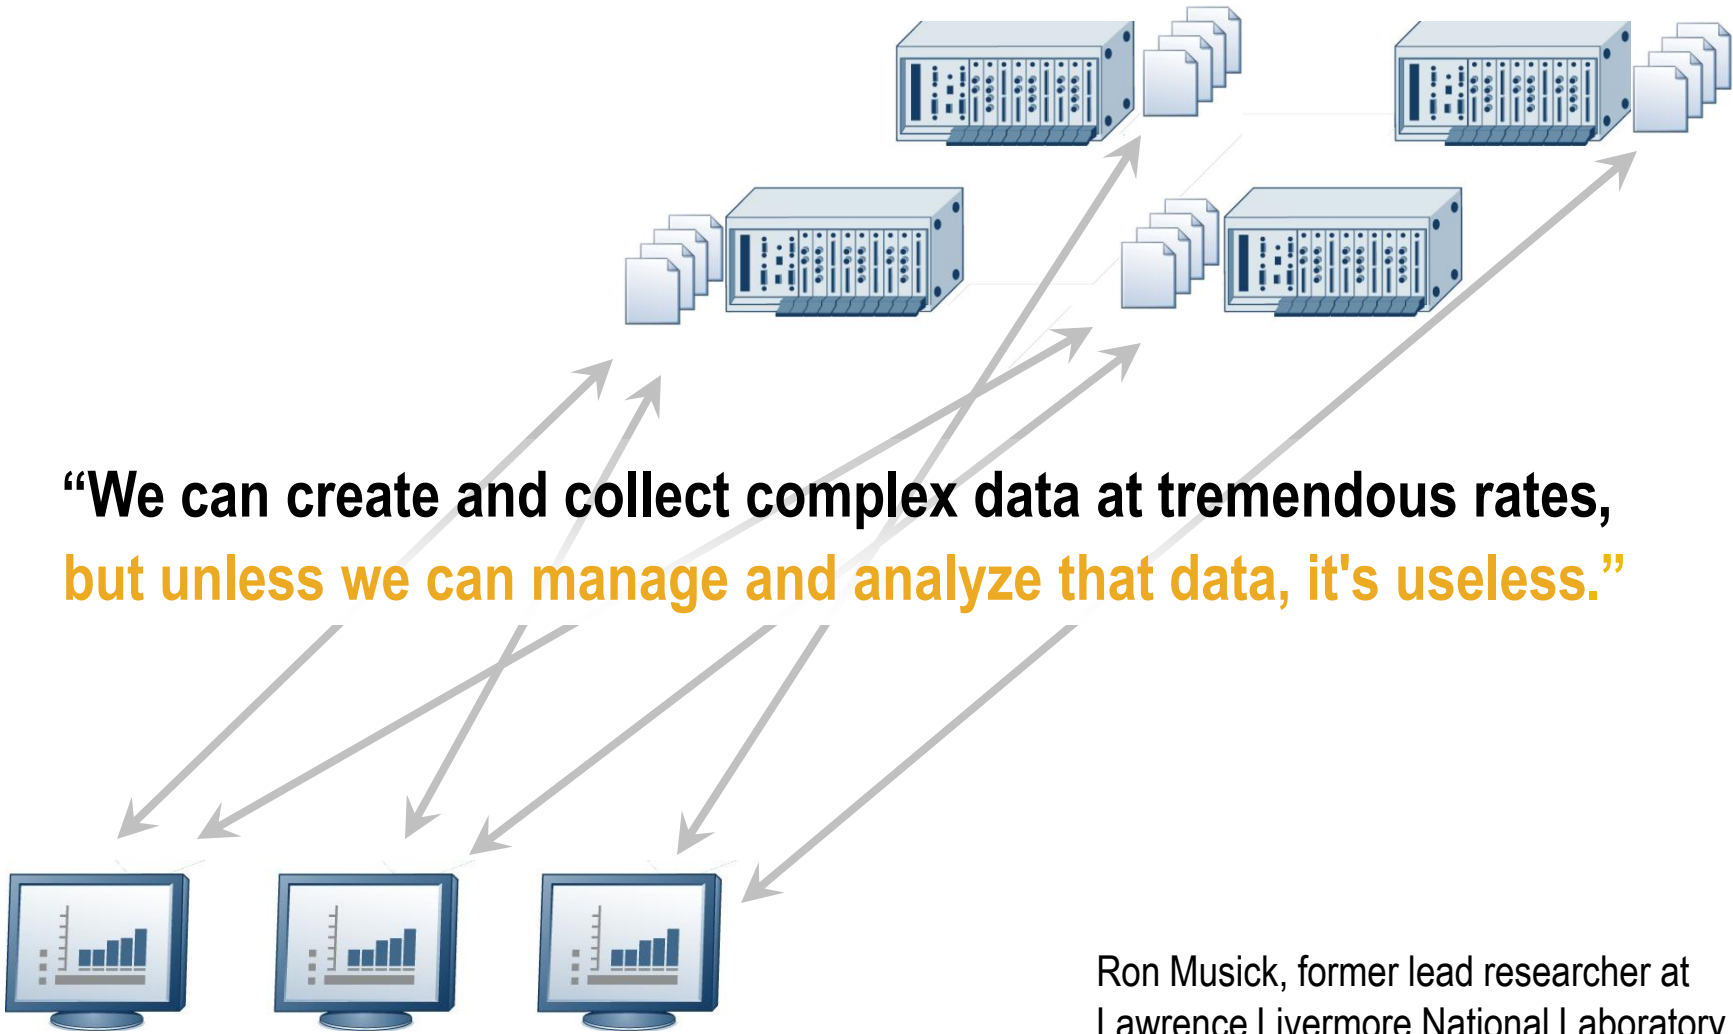 “We can create and collect complex data at tremendous rates,
but unless we can manage and analyze that data, it's useless.”
Ron Musick, former lead researcher at
Lawrence Livermore National Laboratory